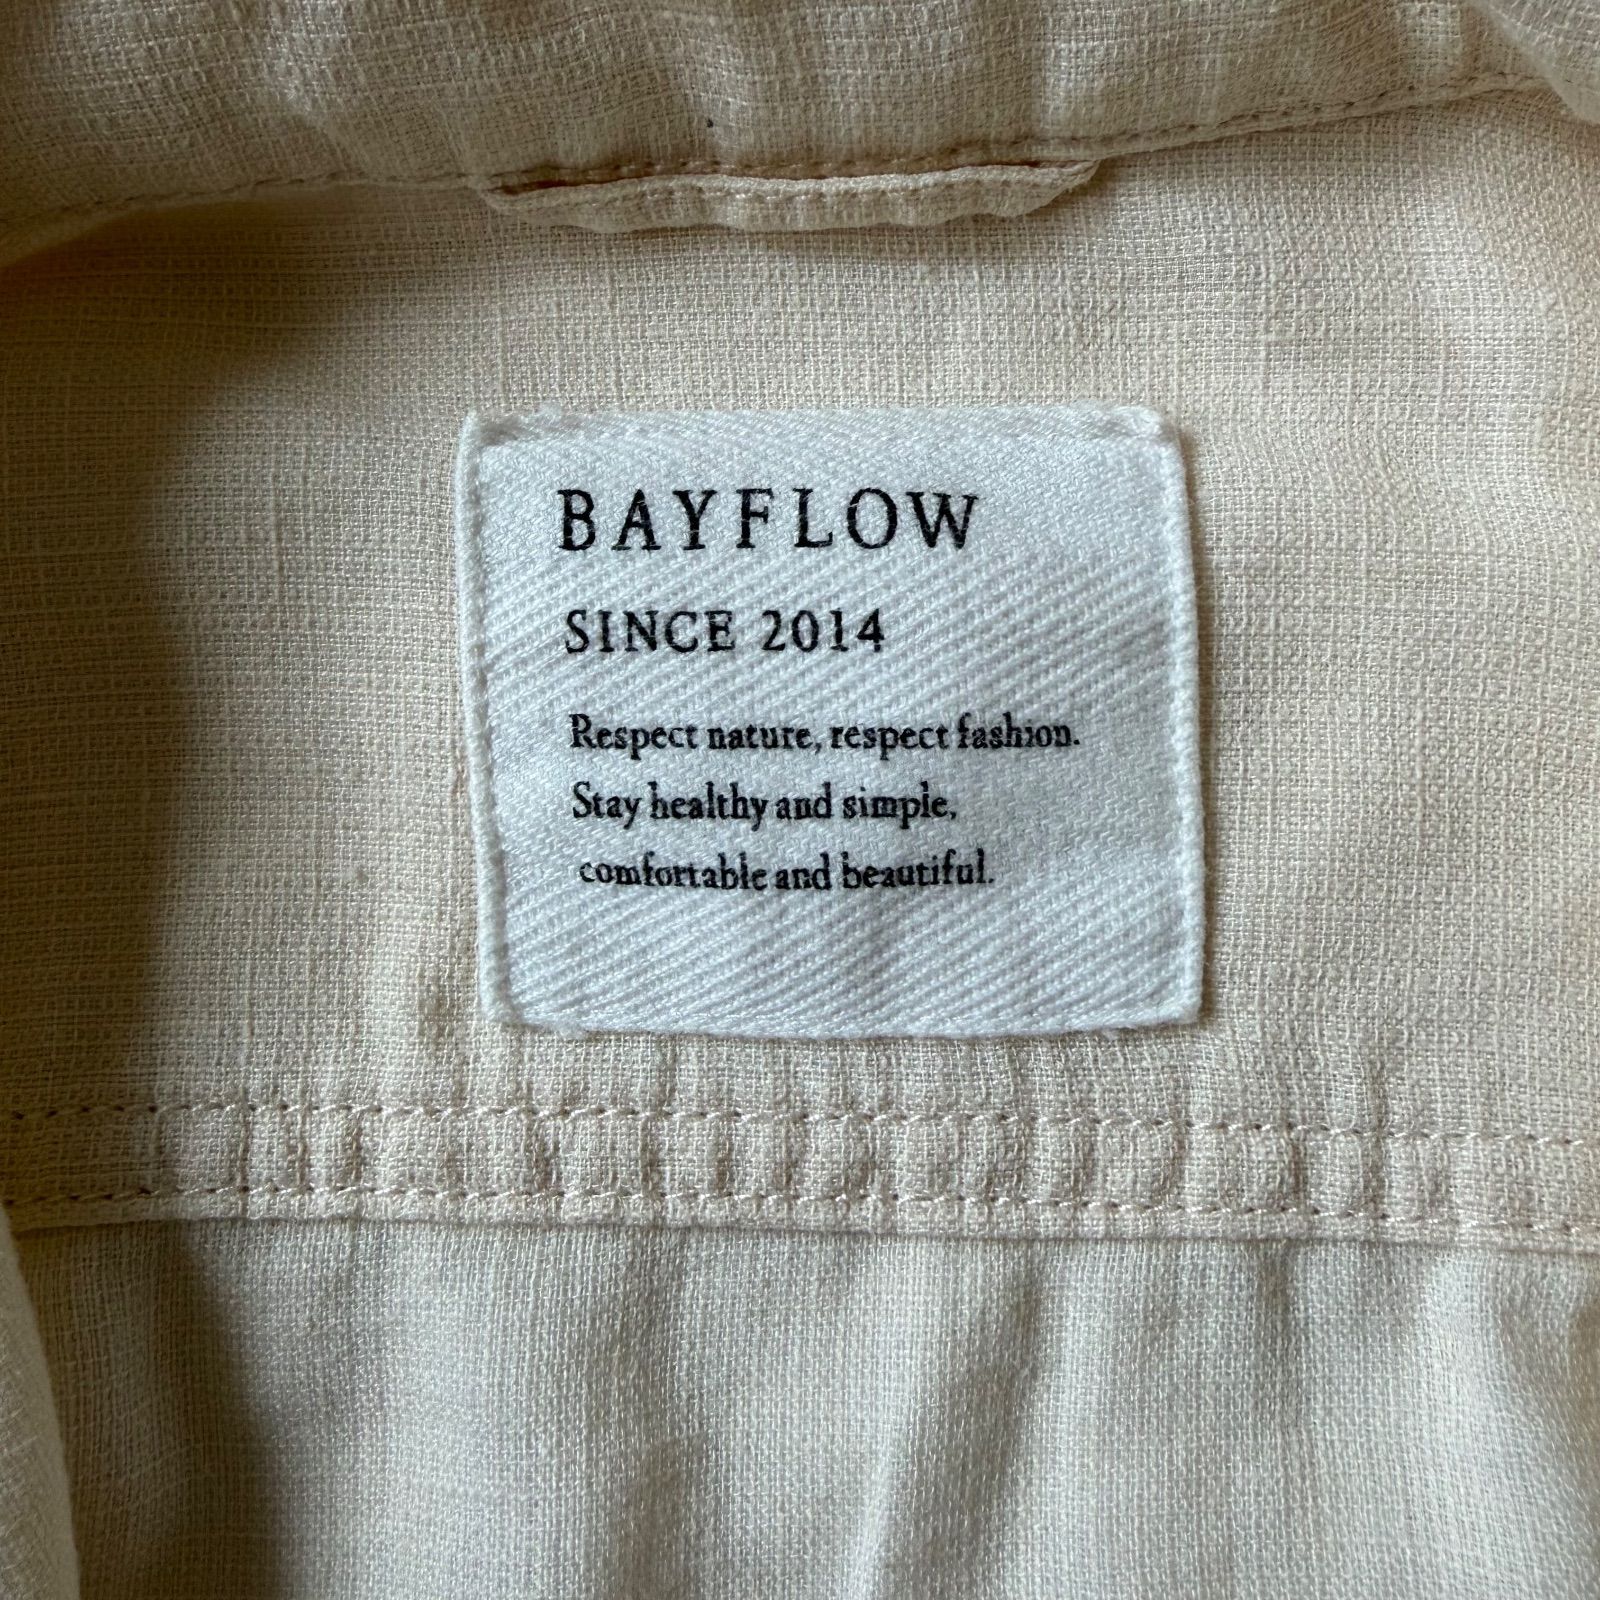 BAYFLOW
SINCE 2014
Respect nature, respect fashion.
Stay healthy and simple,
comfortable and beautiful.